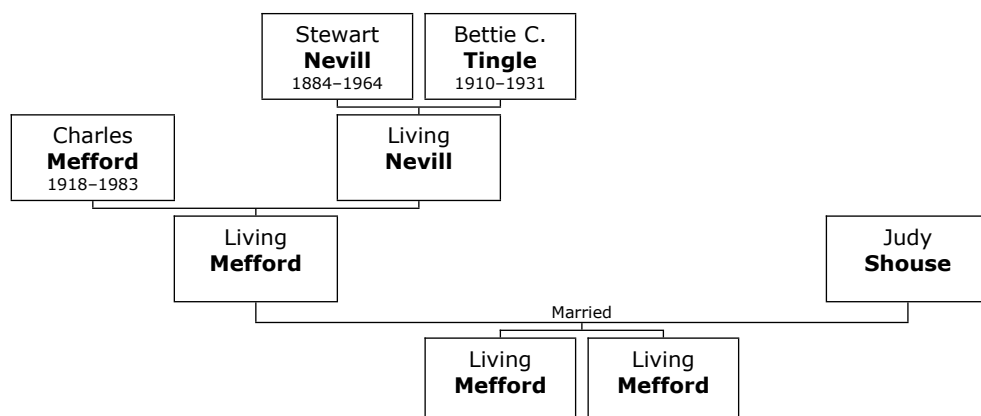 Stewart
Nevill
1884–1964
Bettie C.
Tingle
1910–1931
Charles
Mefford
1918–1983
Living
Nevill
Living
Mefford
Judy
Shouse
Married
Living
Mefford
Living
Mefford